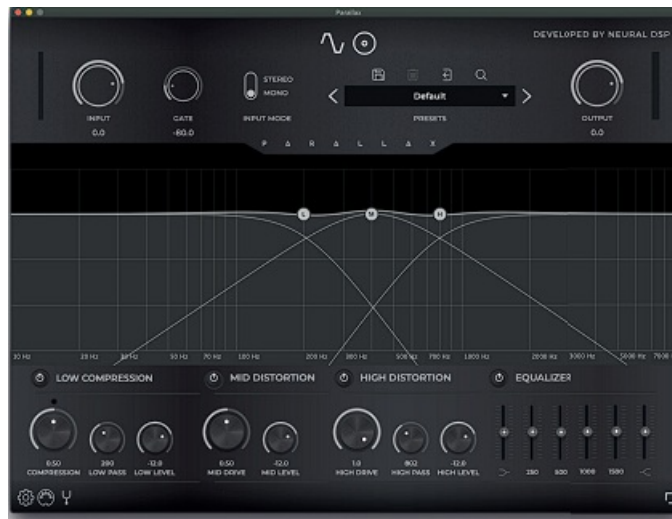 Parallax
DEVELOPED BY NEURAL DSP
STEREO
MONO
Default
INPUT GATE INPUT MODE PRESETS OUTPUT
0.0 -80.0 0.0
P A R A L L A X
L M H
10 Hz 20 Hz 30 Hz 50 Hz 70 Hz 100 Hz 200 Hz 300 Hz 500 Hz 700 Hz 1000 Hz 2000 Hz 3000 Hz 5000 Hz 7000
LOW COMPRESSION MID DISTORTION HIGH DISTORTION EQUALIZER
0.50 200 -12.0 0.50 -12.0 1.0 802 -12.0
COMPRESSION LOW PASS LOW LEVEL MID DRIVE MID LEVEL HIGH DRIVE HIGH PASS HIGH LEVEL 250 500 1000 1500